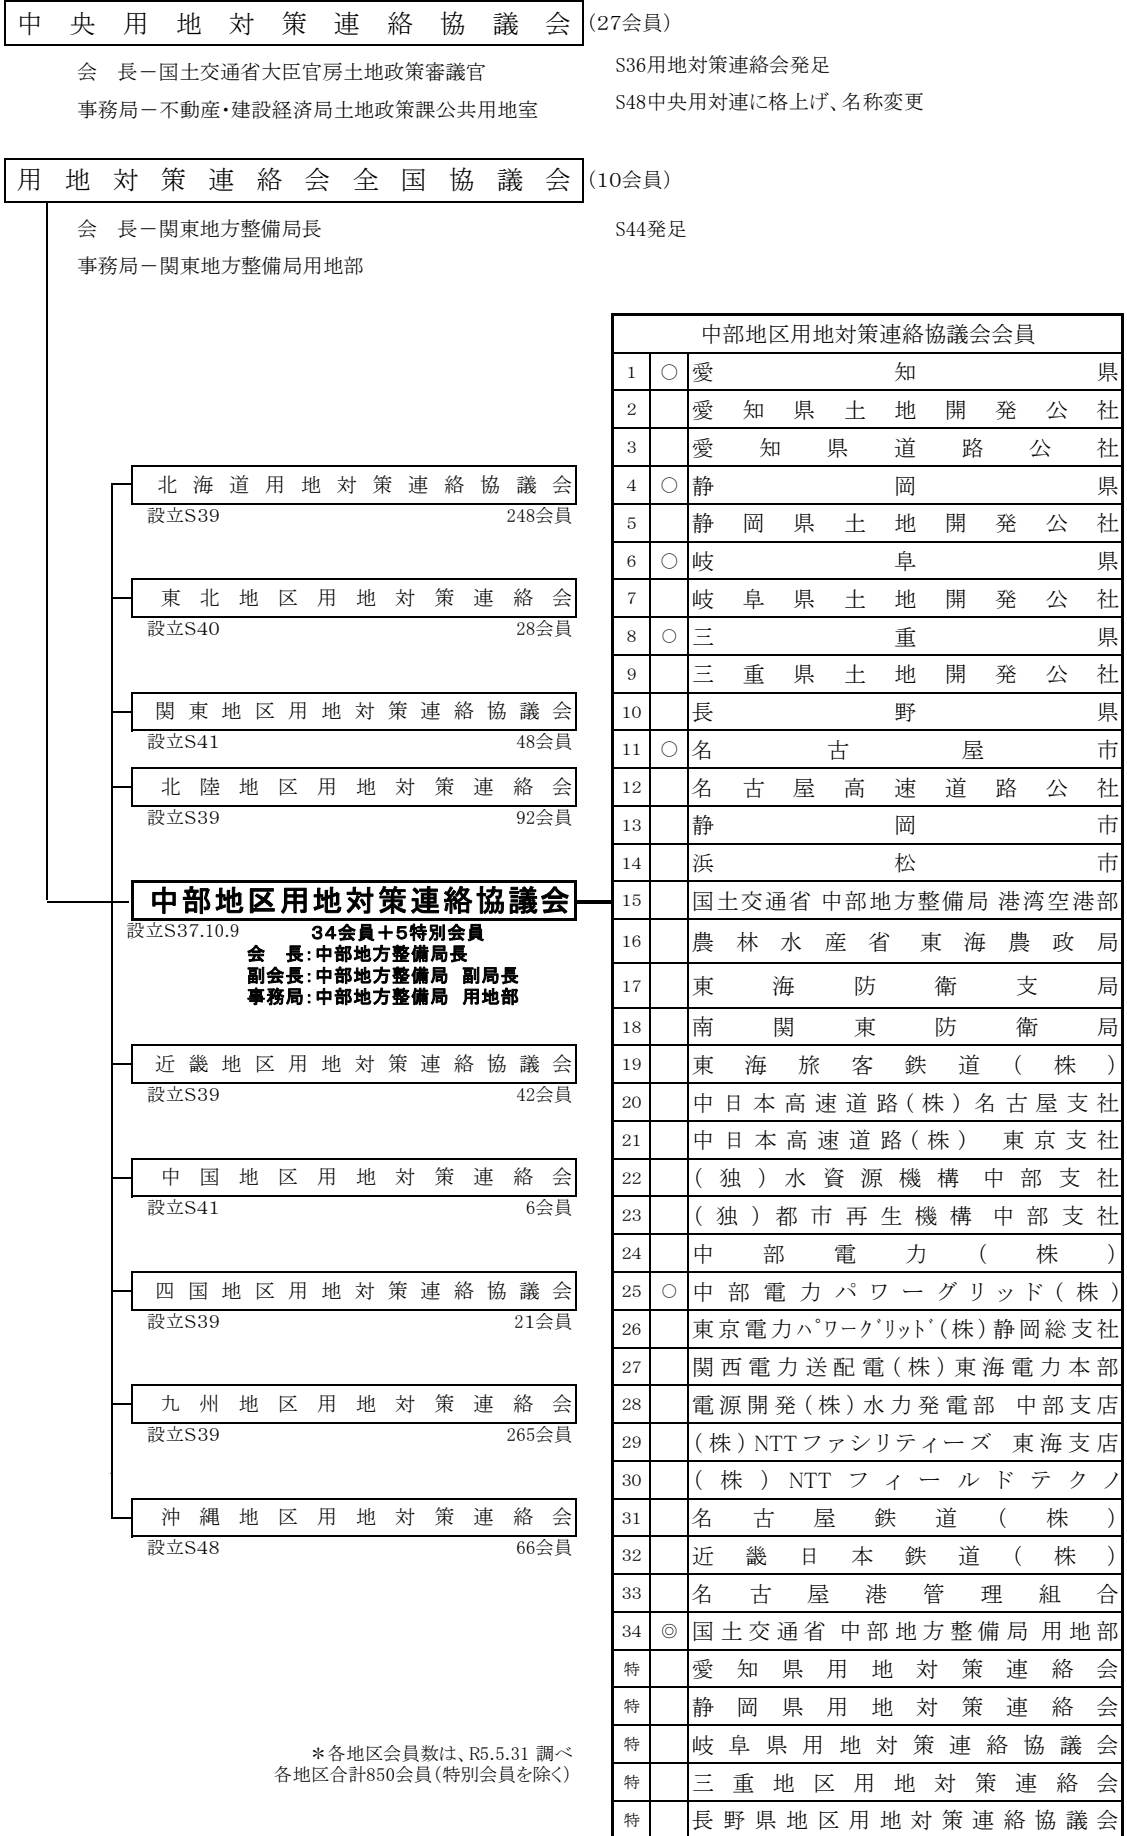 中央用地対策連絡協議会(27会員)
会　長－国土交通省大臣官房土地政策審議官
S36用地対策連絡会発足
事務局－不動産・建設経済局土地政策課公共用地室
S48中央用対連に格上げ、名称変更
用地対策連絡会全国協議会(10会員)
会　長－関東地方整備局長
S44発足
事務局－関東地方整備局用地部
北海道用地対策連絡協議会
設立S39 248会員
東北地区用地対策連絡会
設立S40 28会員
関東地区用地対策連絡協議会
設立S41 48会員
北陸地区用地対策連絡会
設立S39 92会員
中部地区用地対策連絡協議会
設立S37.10.9 34会員＋5特別会員
会　長：中部地方整備局長
副会長：中部地方整備局　副局長
事務局：中部地方整備局　用地部
近畿地区用地対策連絡協議会
設立S39 42会員
中国地区用地対策連絡会
設立S41 6会員
四国地区用地対策連絡協議会
設立S39 21会員
九州地区用地対策連絡会
設立S39 265会員
沖縄地区用地対策連絡会
設立S48 66会員
＊各地区会員数は、R5.5.31 調べ
各地区合計850会員(特別会員を除く)
中部地区用地対策連絡協議会会員
1 ○ 愛知県
2 愛知県土地開発公社
3 愛知県道路公社
4 ○ 静岡県
5 静岡県土地開発公社
6 ○ 岐阜県
7 岐阜県土地開発公社
8 ○ 三重県
9 三重県土地開発公社
10 長野県
11 ○ 名古屋市
12 名古屋高速道路公社
13 静岡市
14 浜松市
15 国土交通省 中部地方整備局 港湾空港部
16 農林水産省東海農政局
17 東海防衛支局
18 南関東防衛局
19 東海旅客鉄道(株)
20 中日本高速道路(株)名古屋支社
21 中日本高速道路(株)　東京支社
22 (独)水資源機構 中部支社
23 (独)都市再生機構 中部支社
24 中部電力(株)
25 ○ 中部電力パワーグリッド(株)
26 東京電力ﾊﾟﾜｰｸﾞﾘｯﾄﾞ(株)静岡総支社
27 関西電力送配電(株)東海電力本部
28 電源開発(株)水力発電部　中部支店
29 (株)NTTファシリティーズ　東海支店
30 (株)NTTフィールドテクノ
31 名古屋鉄道(株)
32 近畿日本鉄道(株)
33 名古屋港管理組合
34 ◎ 国土交通省 中部地方整備局 用地部
特 愛知県用地対策連絡会
特 静岡県用地対策連絡会
特 岐阜県用地対策連絡協議会
特 三重地区用地対策連絡会
特 長野県地区用地対策連絡協議会